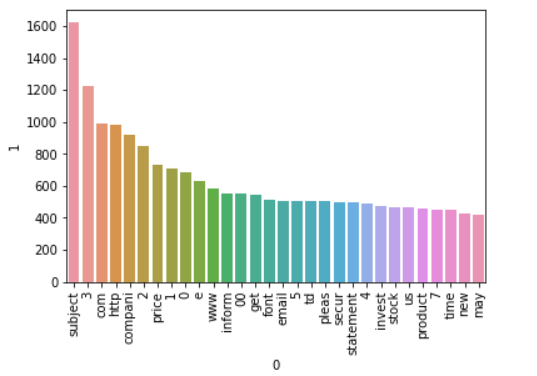 1600
1400
1200
1000
800
600
400
200
0
1
subject
3
com
http
compani
2
price
1
0
e
www
inform
00
get
font
email
5
td
pleas
secur
statement
4
invest
stock
us
product
7
time
new
may
0